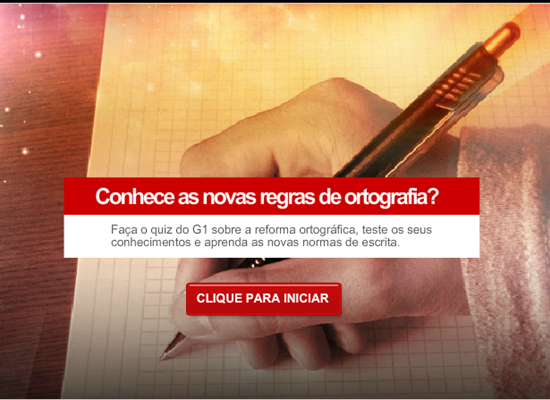 Conhece as novas regras de ortografia?
Faça o quiz do G1 sobre a reforma ortográfica, teste os seus
conhecimentos e aprenda as novas normas de escrita.
CLIQUE PARA INICIAR